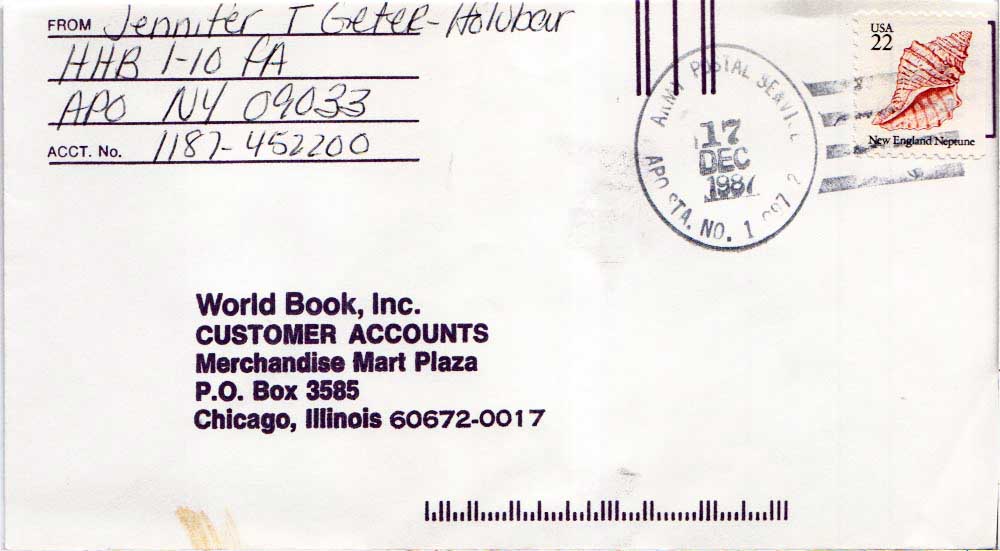 FROM Jennifer T Geter-Holubar
HHB 1-10 FA
APO NY 09033
ACCT. No. 1187-452200
ARMY POSTAL SERVICE
17
DEC
1987
APO STA. NO. 1 097 2
USA
22
New England Neptune
World Book, Inc.
CUSTOMER ACCOUNTS
Merchandise Mart Plaza
P.O. Box 3585
Chicago, Illinois 60672-0017